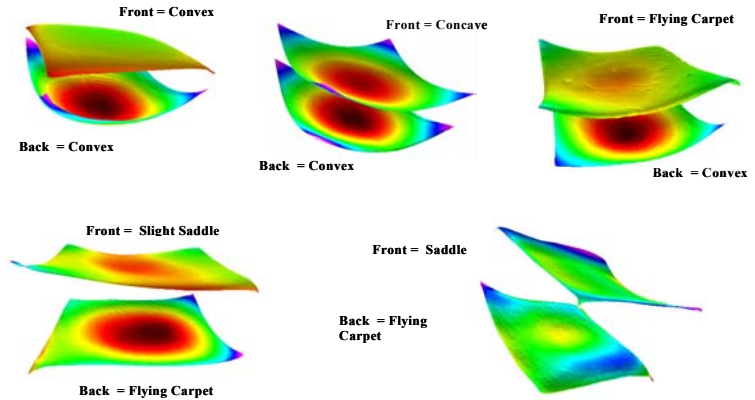 Front = Convex
Back = Convex
Front = Concave
Back = Convex
Front = Flying Carpet
Back = Convex
Front = Slight Saddle
Back = Flying Carpet
Front = Saddle
Back = Flying
Carpet